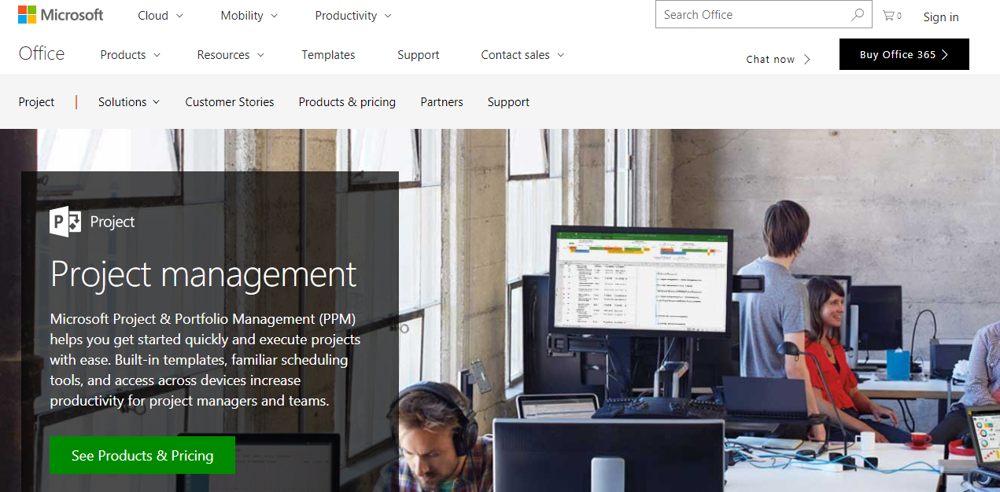 Microsoft Cloud Mobility Productivity Search Office 0 Sign in
Office Products Resources Templates Support Contact sales Chat now Buy Office 365
Project Solutions Customer Stories Products & pricing Partners Support
P Project
Project management
Microsoft Project & Portfolio Management (PPM)
helps you get started quickly and execute projects
with ease. Built-in templates, familiar scheduling
tools, and access across devices increase
productivity for project managers and teams.
See Products & Pricing